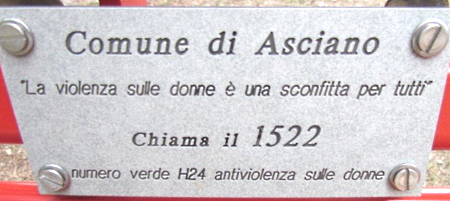 Comune di Asciano
"La violenza sulle donne è una sconfitta per tutti"
Chiama il 1522
numero verde H24 antiviolenza sulle donne